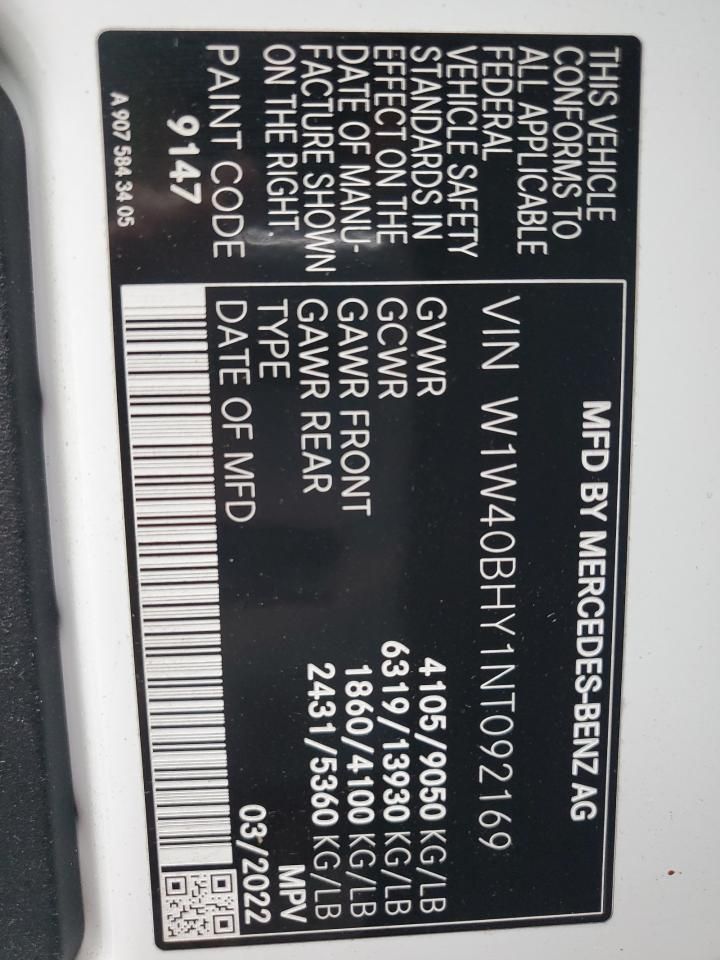 THIS VEHICLE
CONFORMS TO
ALL APPLICABLE
FEDERAL
VEHICLE SAFETY
STANDARDS IN
EFFECT ON THE
DATE OF MANU-
FACTURE SHOWN
ON THE RIGHT.
PAINT CODE
9147
A 907 584 34 05
MFD BY MERCEDES-BENZ AG
VIN W1W40BHY1NT092169
GVWR 4105/9050 KG/LB
GCWR 6319/13930 KG/LB
GAWR FRONT 1860/4100 KG/LB
GAWR REAR 2431/5360 KG/LB
TYPE MPV
DATE OF MFD 03/2022